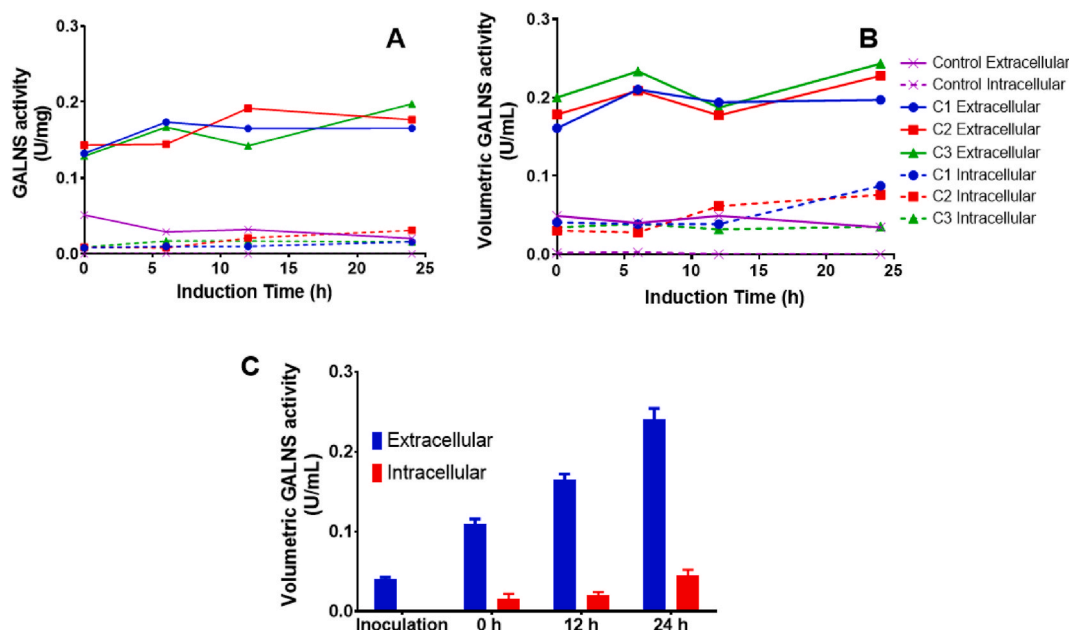 A
GALNS activity
(U/mg)
0.3
0.2
0.1
0.0
0 5 10 15 20 25
Induction Time (h)
B
Volumetric GALNS activity
(U/mL)
0.3
0.2
0.1
0.0
0 5 10 15 20 25
Induction Time (h)
Control Extracellular
Control Intracellular
C1 Extracellular
C2 Extracellular
C3 Extracellular
C1 Intracellular
C2 Intracellular
C3 Intracellular
C
Volumetric GALNS activity
(U/mL)
0.3
0.2
0.1
0.0
Extracellular
Intracellular
Inoculation 0 h 12 h 24 h